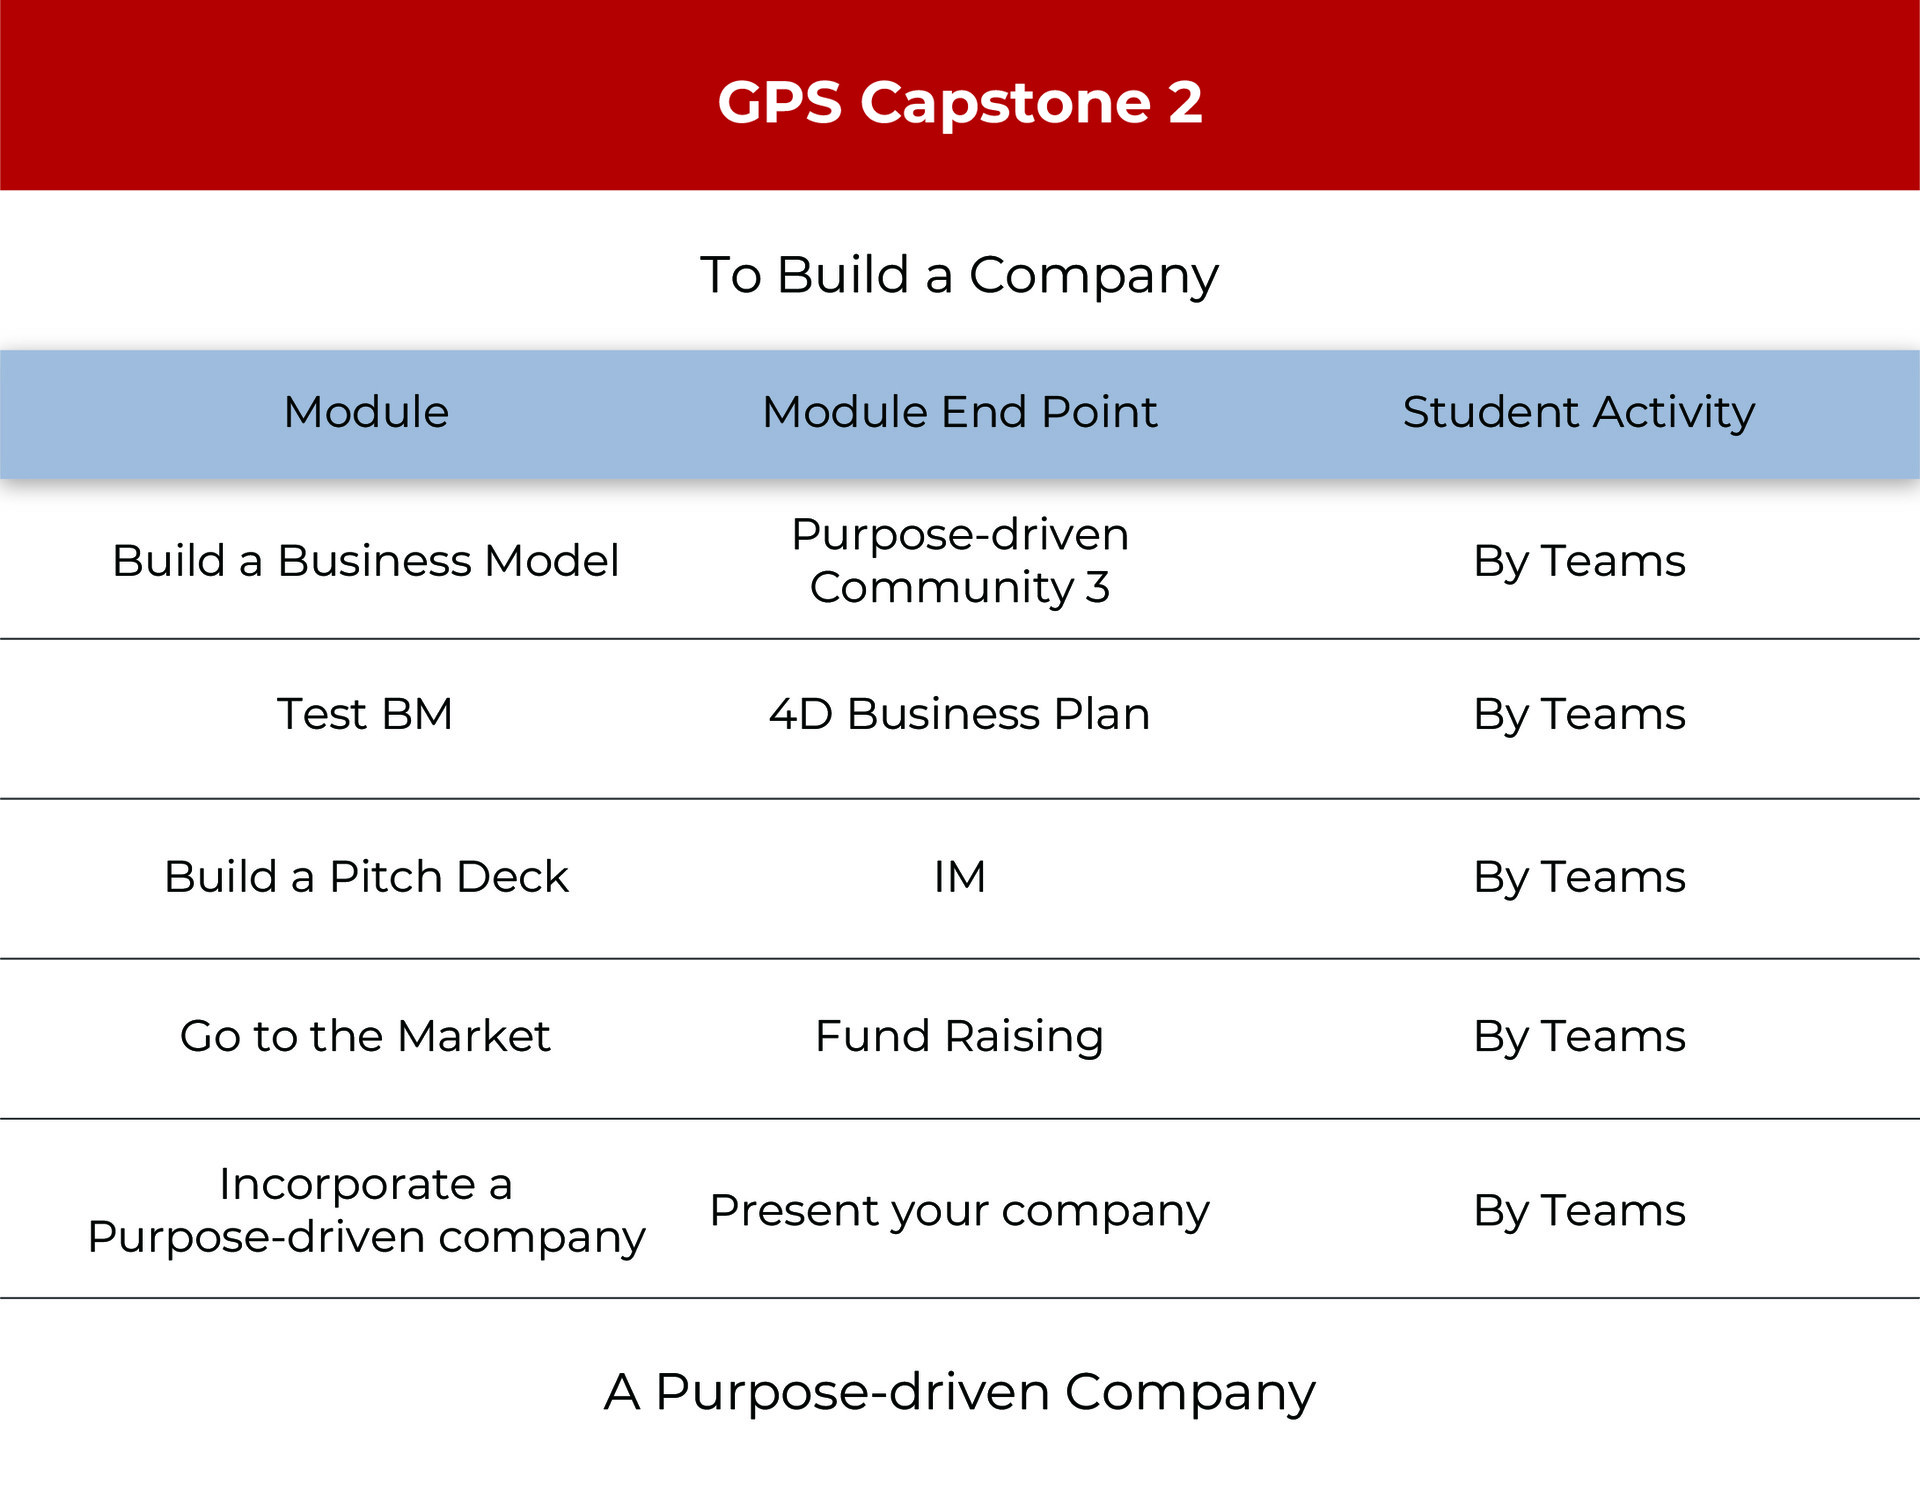 GPS Capstone 2
To Build a Company
Module Module End Point Student Activity
Build a Business Model Purpose-driven Community 3 By Teams
Test BM 4D Business Plan By Teams
Build a Pitch Deck IM By Teams
Go to the Market Fund Raising By Teams
Incorporate a Purpose-driven company Present your company By Teams
A Purpose-driven Company